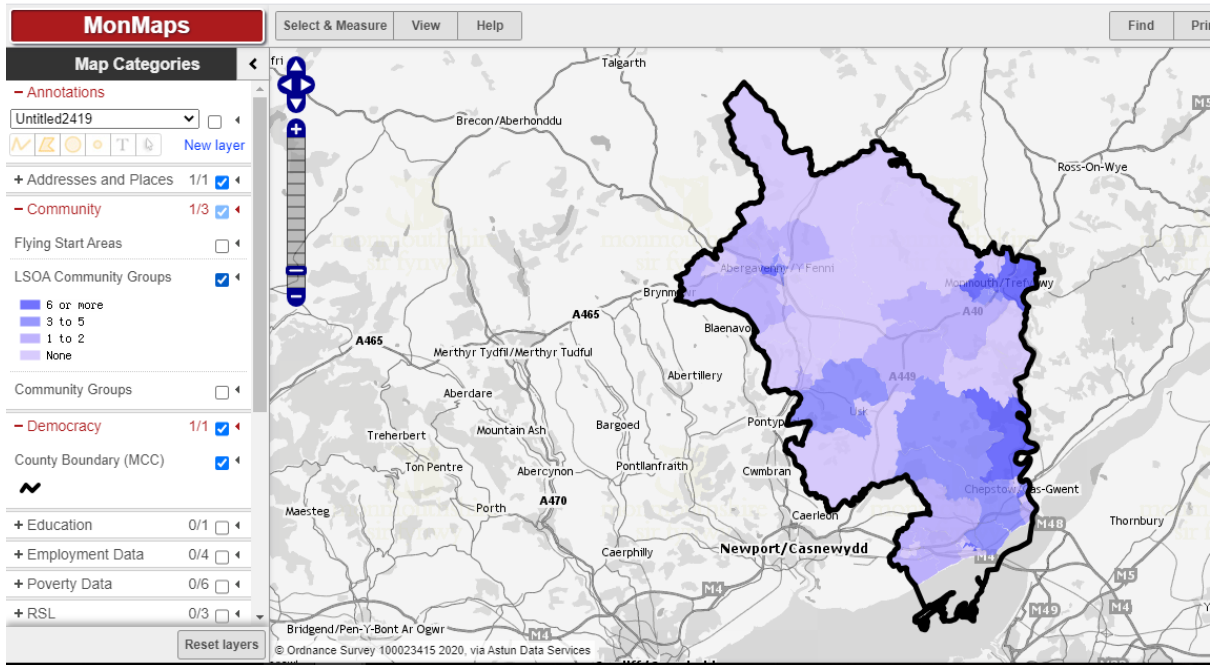 MonMaps
Select & Measure
View
Help
Find
Map Categories
− Annotations
Untitled2419
T
New layer
+ Addresses and Places 1/1
− Community 1/3
Flying Start Areas
LSOA Community Groups
6 or more
3 to 5
1 to 2
None
Community Groups
− Democracy 1/1
County Boundary (MCC)
+ Education 0/1
+ Employment Data 0/4
+ Poverty Data 0/6
+ RSL 0/3
Reset layers
Talgarth
Brecon/Aberhonddu
Ross-On-Wye
M5
Abergavenny/Y Fenni
Monmouth/Trefynwy
A465
A40
Blaenavo
A465
Merthyr Tydfil/Merthyr Tudful
Abertillery
A449
Aberdare
Usk
Treherbert
Mountain Ash
Bargoed
Pontyp
Ton Pentre
Abercynon
Pontllanfraith
Cwmbran
Maesteg
Porth
A470
Caerleon
M48
Thornbury
Caerphilly
Newport/Casnewydd
M4
M4
M5
M49
M4
Bridgend/Pen-Y-Bont Ar Ogwr
M4
© Ordnance Survey 100023415 2020, via Astun Data Services